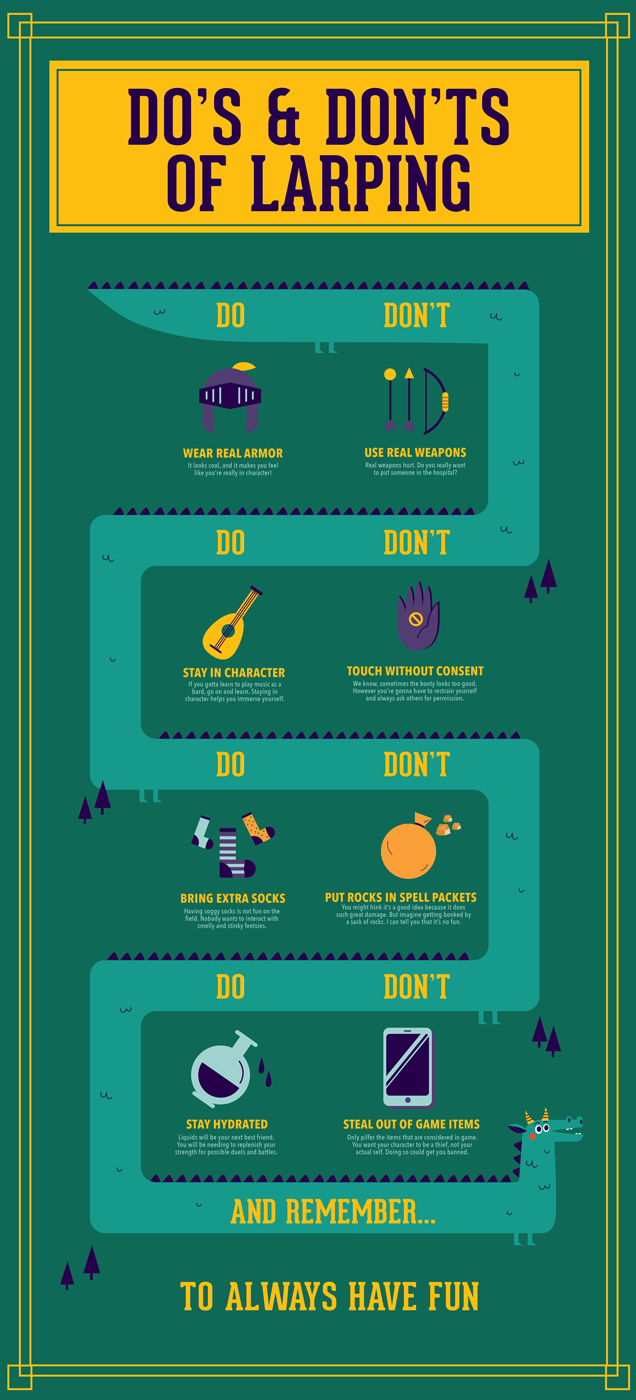 DO'S & DON'TS
OF LARPING
DO
DON'T
WEAR REAL ARMOR
It looks cool, and it makes you feel
like you're really in character!
USE REAL WEAPONS
Real weapons hurt. Do you really want
to put someone in the hospital?
DO
DON'T
STAY IN CHARACTER
If you gotta learn to play music as a
bard, go on and learn. Staying in
character helps you immerse yourself.
TOUCH WITHOUT CONSENT
We know, sometimes the booty looks too good.
However you're gonna have to restrain yourself
and always ask others for permission.
DO
DON'T
BRING EXTRA SOCKS
Having soggy socks is not fun on the
field. Nobody wants to interact with
smelly and stinky feetsies.
PUT ROCKS IN SPELL PACKETS
You might hink it's a good idea because it does
such great damage. But imagine getting bonked by
a sack of rocks. I can tell you that it's no fun.
DO
DON'T
STAY HYDRATED
Liquids will be your next best friend.
You will be needing to replenish your
strength for possible duels and battles.
STEAL OUT OF GAME ITEMS
Only pilfer the items that are considered in game.
You want your character to be a thief, not your
actual self. Doing so could get you banned.
AND REMEMBER...
TO ALWAYS HAVE FUN